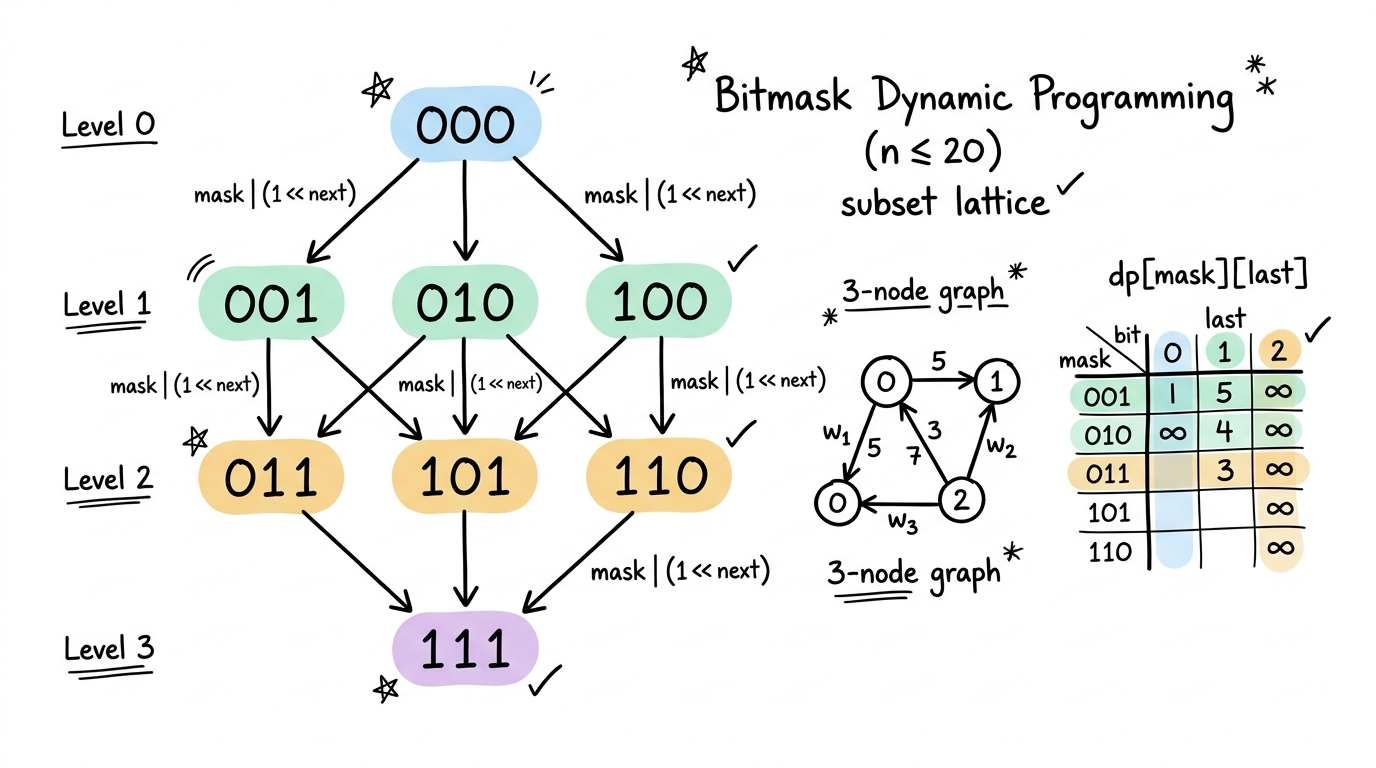 Bitmask Dynamic Programming
(n ≤ 20)
subset lattice
Level 0
000
mask | (1 << next)
mask | (1 << next)
Level 1
001
010
100
mask | (1 << next)
mask | (1 << next)
mask | (1 << next)
Level 2
011
101
110
mask | (1 << next)
Level 3
111
3-node graph
0
5
1
w1
5
3
7
w2
0
2
w3
3-node graph
dp[mask][last]
last
bit
mask
0 1 2
001 1 5 ∞
010 ∞ 4 ∞
011 3 ∞
101 ∞
110 ∞